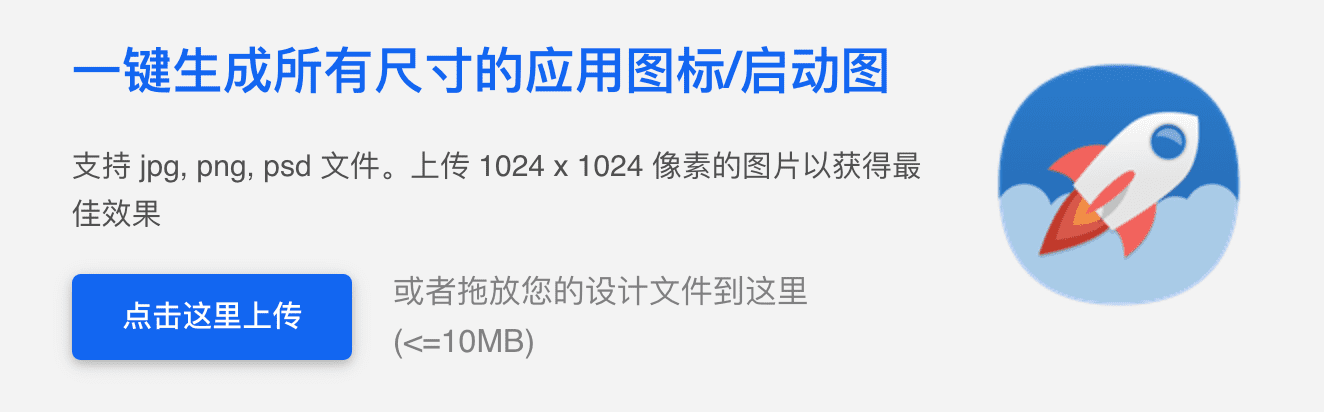 一键生成所有尺寸的应用图标/启动图
支持 jpg, png, psd 文件。上传 1024 x 1024 像素的图片以获得最
佳效果
点击这里上传
或者拖放您的设计文件到这里
(<=10MB)